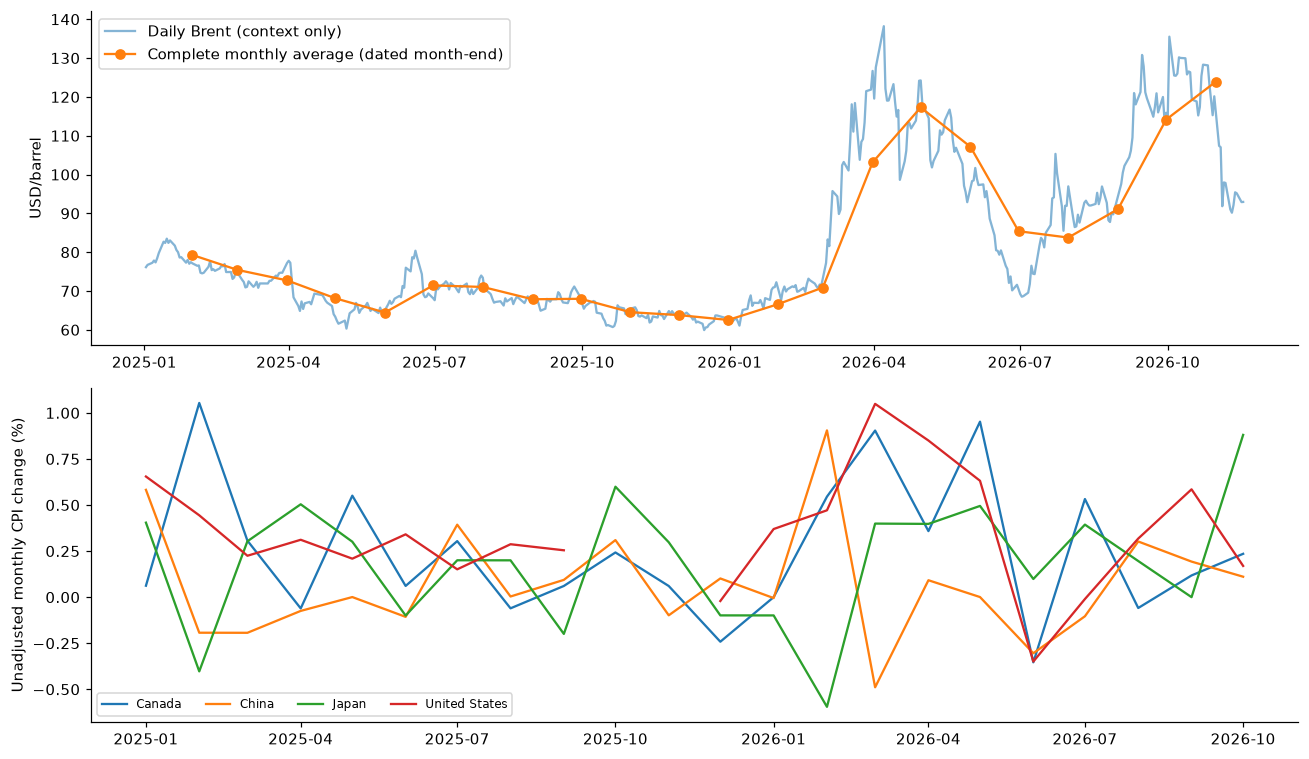 140
130
120
110
100
90
80
70
60
USD/barrel
Daily Brent (context only)
Complete monthly average (dated month-end)
2025-01 2025-04 2025-07 2025-10 2026-01 2026-04 2026-07 2026-10
1.00
0.75
0.50
0.25
0.00
−0.25
−0.50
Unadjusted monthly CPI change (%)
Canada China Japan United States
2025-01 2025-04 2025-07 2025-10 2026-01 2026-04 2026-07 2026-10